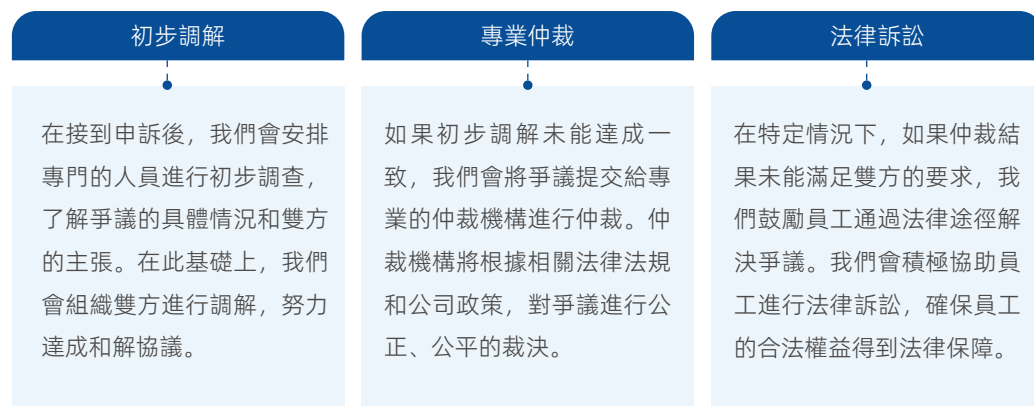 初步調解
在接到申訴後，我們會安排
專門的人員進行初步調查，
了解爭議的具體情況和雙方
的主張。在此基礎上，我們
會組織雙方進行調解，努力
達成和解協議。
專業仲裁
如果初步調解未能達成一
致，我們會將爭議提交給專
業的仲裁機構進行仲裁。仲
裁機構將根據相關法律法規
和公司政策，對爭議進行公
正、公平的裁決。
法律訴訟
在特定情況下，如果仲裁結
果未能滿足雙方的要求，我
們鼓勵員工通過法律途徑解
決爭議。我們會積極協助員
工進行法律訴訟，確保員工
的合法權益得到法律保障。